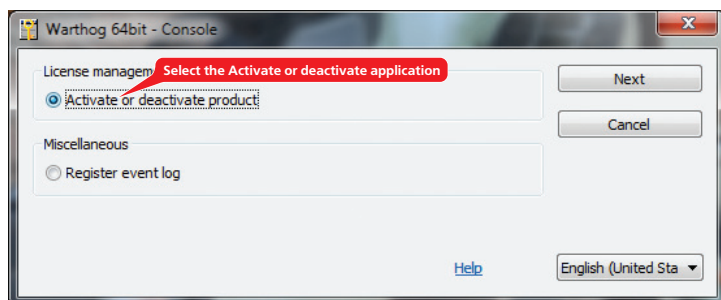 Warthog 64bit - Console
License managem
Select the Activate or deactivate application
Activate or deactivate product
Next
Cancel
Miscellaneous
Register event log
Help
English (United Sta